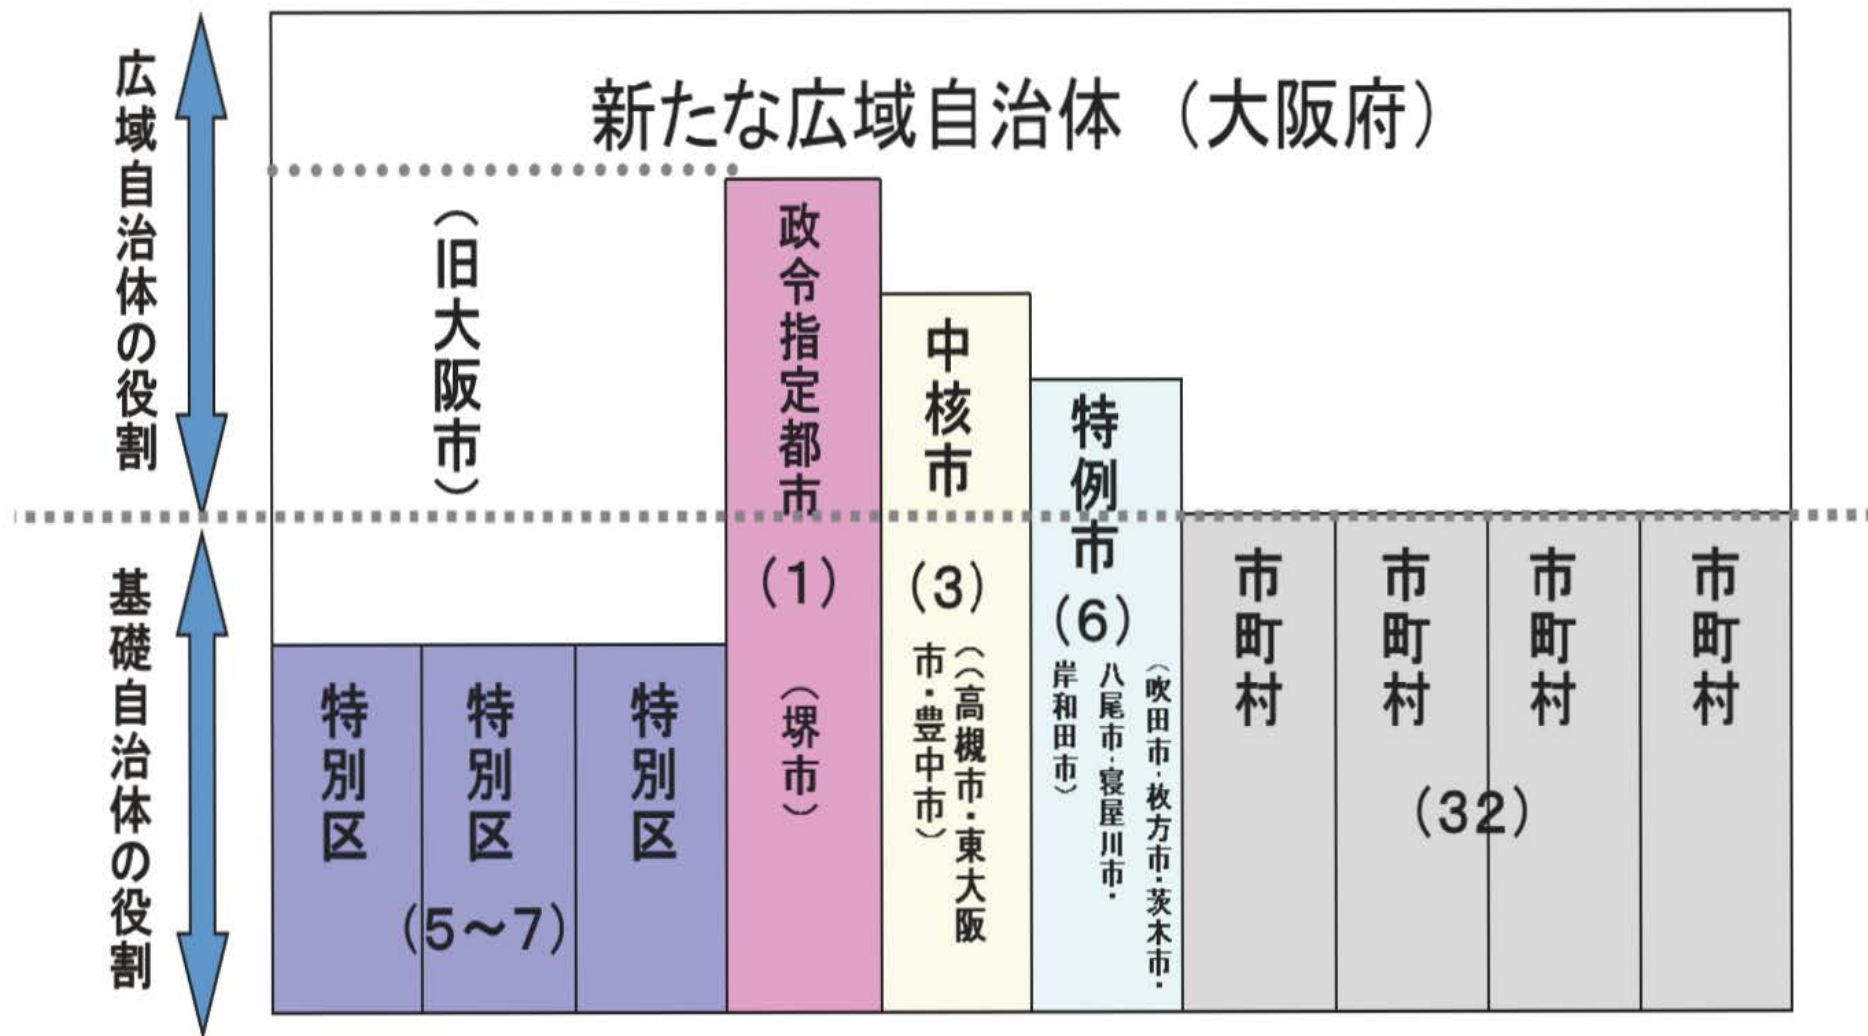 新たな広域自治体（大阪府）
広域自治体の役割
基礎自治体の役割
（旧大阪市）
特別区
特別区
特別区
（5～7）
政令指定都市
（1）
（堺市）
中核市
（3）
（（高槻市・東大阪
市・豊中市）
特例市
（6）
（吹田市・枚方市・茨木市・
八尾市・寝屋川市・
岸和田市）
市町村
市町村
市町村
市町村
（32）